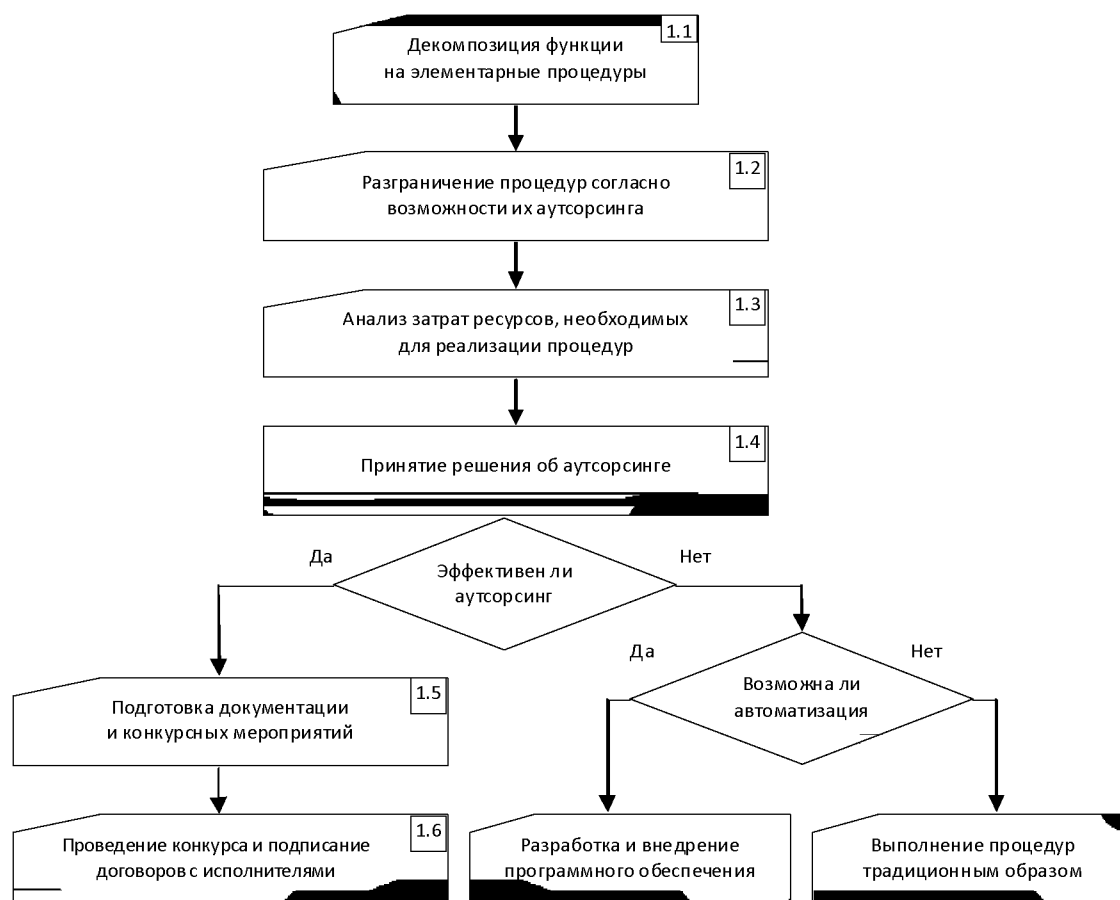 1.1
Декомпозиция функции
на элементарные процедуры
1.2
Разграничение процедур согласно
возможности их аутсорсинга
1.3
Анализ затрат ресурсов, необходимых
для реализации процедур
1.4
Принятие решения об аутсорсинге
Да
Нет
Эффективен ли
аутсорсинг
Да
Нет
Возможна ли
автоматизация
1.5
Подготовка документации
и конкурсных мероприятий
1.6
Проведение конкурса и подписание
договоров с исполнителями
Разработка и внедрение
программного обеспечения
Выполнение процедур
традиционным образом